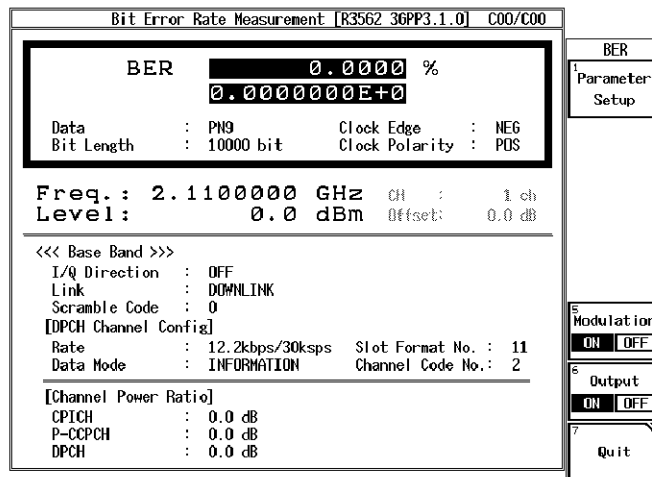 Bit Error Rate Measurement [R3562 3GPP3.1.0] C00/C00
BER 0.0000 %
0.0000000E+0
Data : PN9 Clock Edge : NEG
Bit Length : 10000 bit Clock Polarity : POS
Freq.: 2.1100000 GHz CH : 1 ch
Level: 0.0 dBm Offset: 0.0 dB
<<< Base Band >>>
I/Q Direction : OFF
Link : DOWNLINK
Scramble Code : 0
[DPCH Channel Config]
Rate : 12.2kbps/30ksps Slot Format No. : 11
Data Mode : INFORMATION Channel Code No.: 2
[Channel Power Ratio]
CPICH : 0.0 dB
P-CCPCH : 0.0 dB
DPCH : 0.0 dB
BER
1
Parameter
Setup
5
Modulation
ON OFF
6
Output
ON OFF
7
Quit